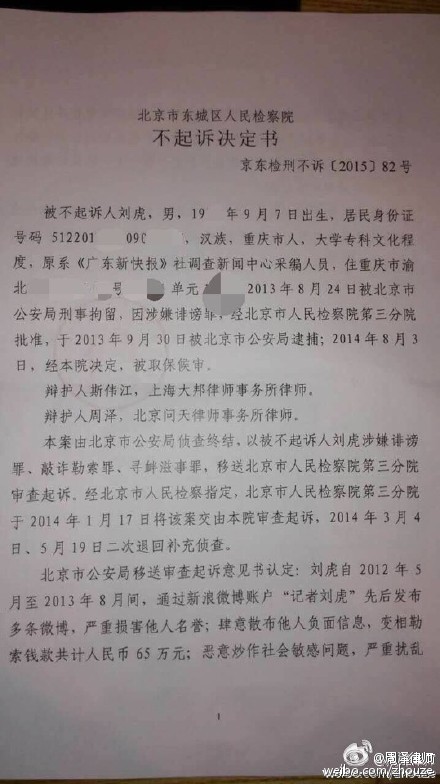 北京市东城区人民检察院
不起诉决定书
京东检刑不诉〔2015〕82号
被不起诉人刘虎，男，19 年9月7日出生，居民身份证
号码 512201 090 ，汉族，重庆市人，大学专科文化程
度，原系《广东新快报》社调查新闻中心采编人员，住重庆市渝
北 号 单元 2013年8月24日被北京市
公安局刑事拘留，因涉嫌诽谤罪，经北京市人民检察院第三分院
批准，于2013年9月30日被北京市公安局逮捕；2014年8月3
日，经本院决定，被取保候审。
辩护人斯伟江，上海大邦律师事务所律师。
辩护人周泽，北京问天律师事务所律师。
本案由北京市公安局侦查终结，以被不起诉人刘虎涉嫌诽谤
罪、敲诈勒索罪、寻衅滋事罪，移送北京市人民检察院第三分院
审查起诉。经北京市人民检察指定，北京市人民检察院第三分院
于2014年1月17日将该案交由本院审查起诉，2014年3月4
日、5月19日二次退回补充侦查。
北京市公安局移送审查起诉意见书认定：刘虎自2012年5
月至2013年8月间，通过新浪微博账户“记者刘虎”先后发布
多条微博，严重损害他人名誉；肆意散布他人负面信息，变相勒
索钱款共计人民币65万元；恶意炒作社会敏感问题，严重扰乱
1
@周泽律师
weibo.com/zhouze